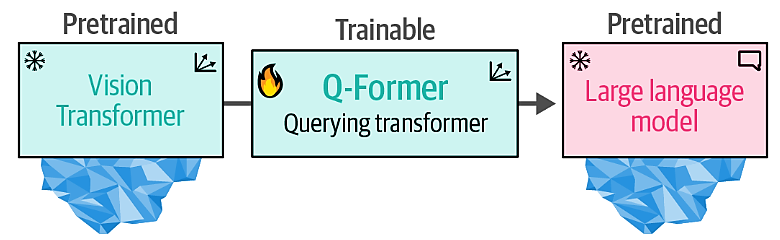 Pretrained
Trainable
Pretrained
Vision
Transformer
Q-Former
Querying transformer
Large language
model